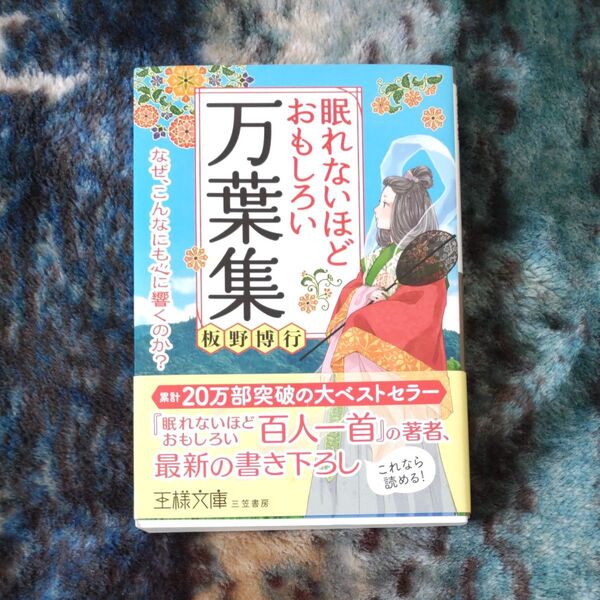 眠れないほど
おもしろい
万葉集
板野博行
なぜ、こんなにも心に響くのか？
累計20万部突破の大ベストセラー
『眠れないほど
おもしろい
百人一首』の著者、
最新の書き下ろし
これなら
読める！
王様文庫
三笠書房